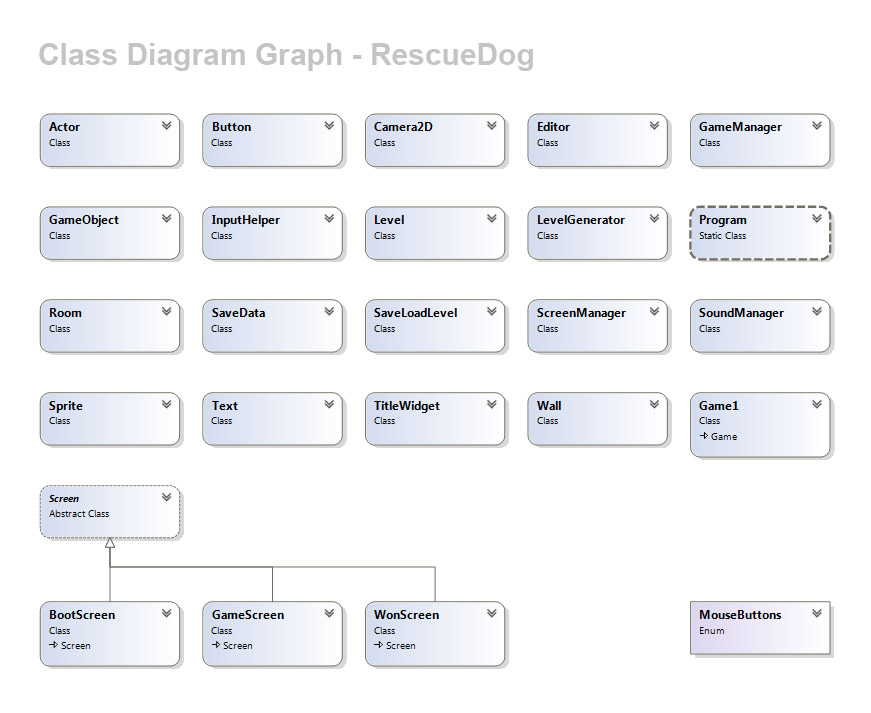 Class Diagram Graph - RescueDog
Actor
Class
Button
Class
Camera2D
Class
Editor
Class
GameManager
Class
GameObject
Class
InputHelper
Class
Level
Class
LevelGenerator
Class
Program
Static Class
Room
Class
SaveData
Class
SaveLoadLevel
Class
ScreenManager
Class
SoundManager
Class
Sprite
Class
Text
Class
TitleWidget
Class
Wall
Class
Game1
Class
Game
Screen
Abstract Class
BootScreen
Class
Screen
GameScreen
Class
Screen
WonScreen
Class
Screen
MouseButtons
Enum